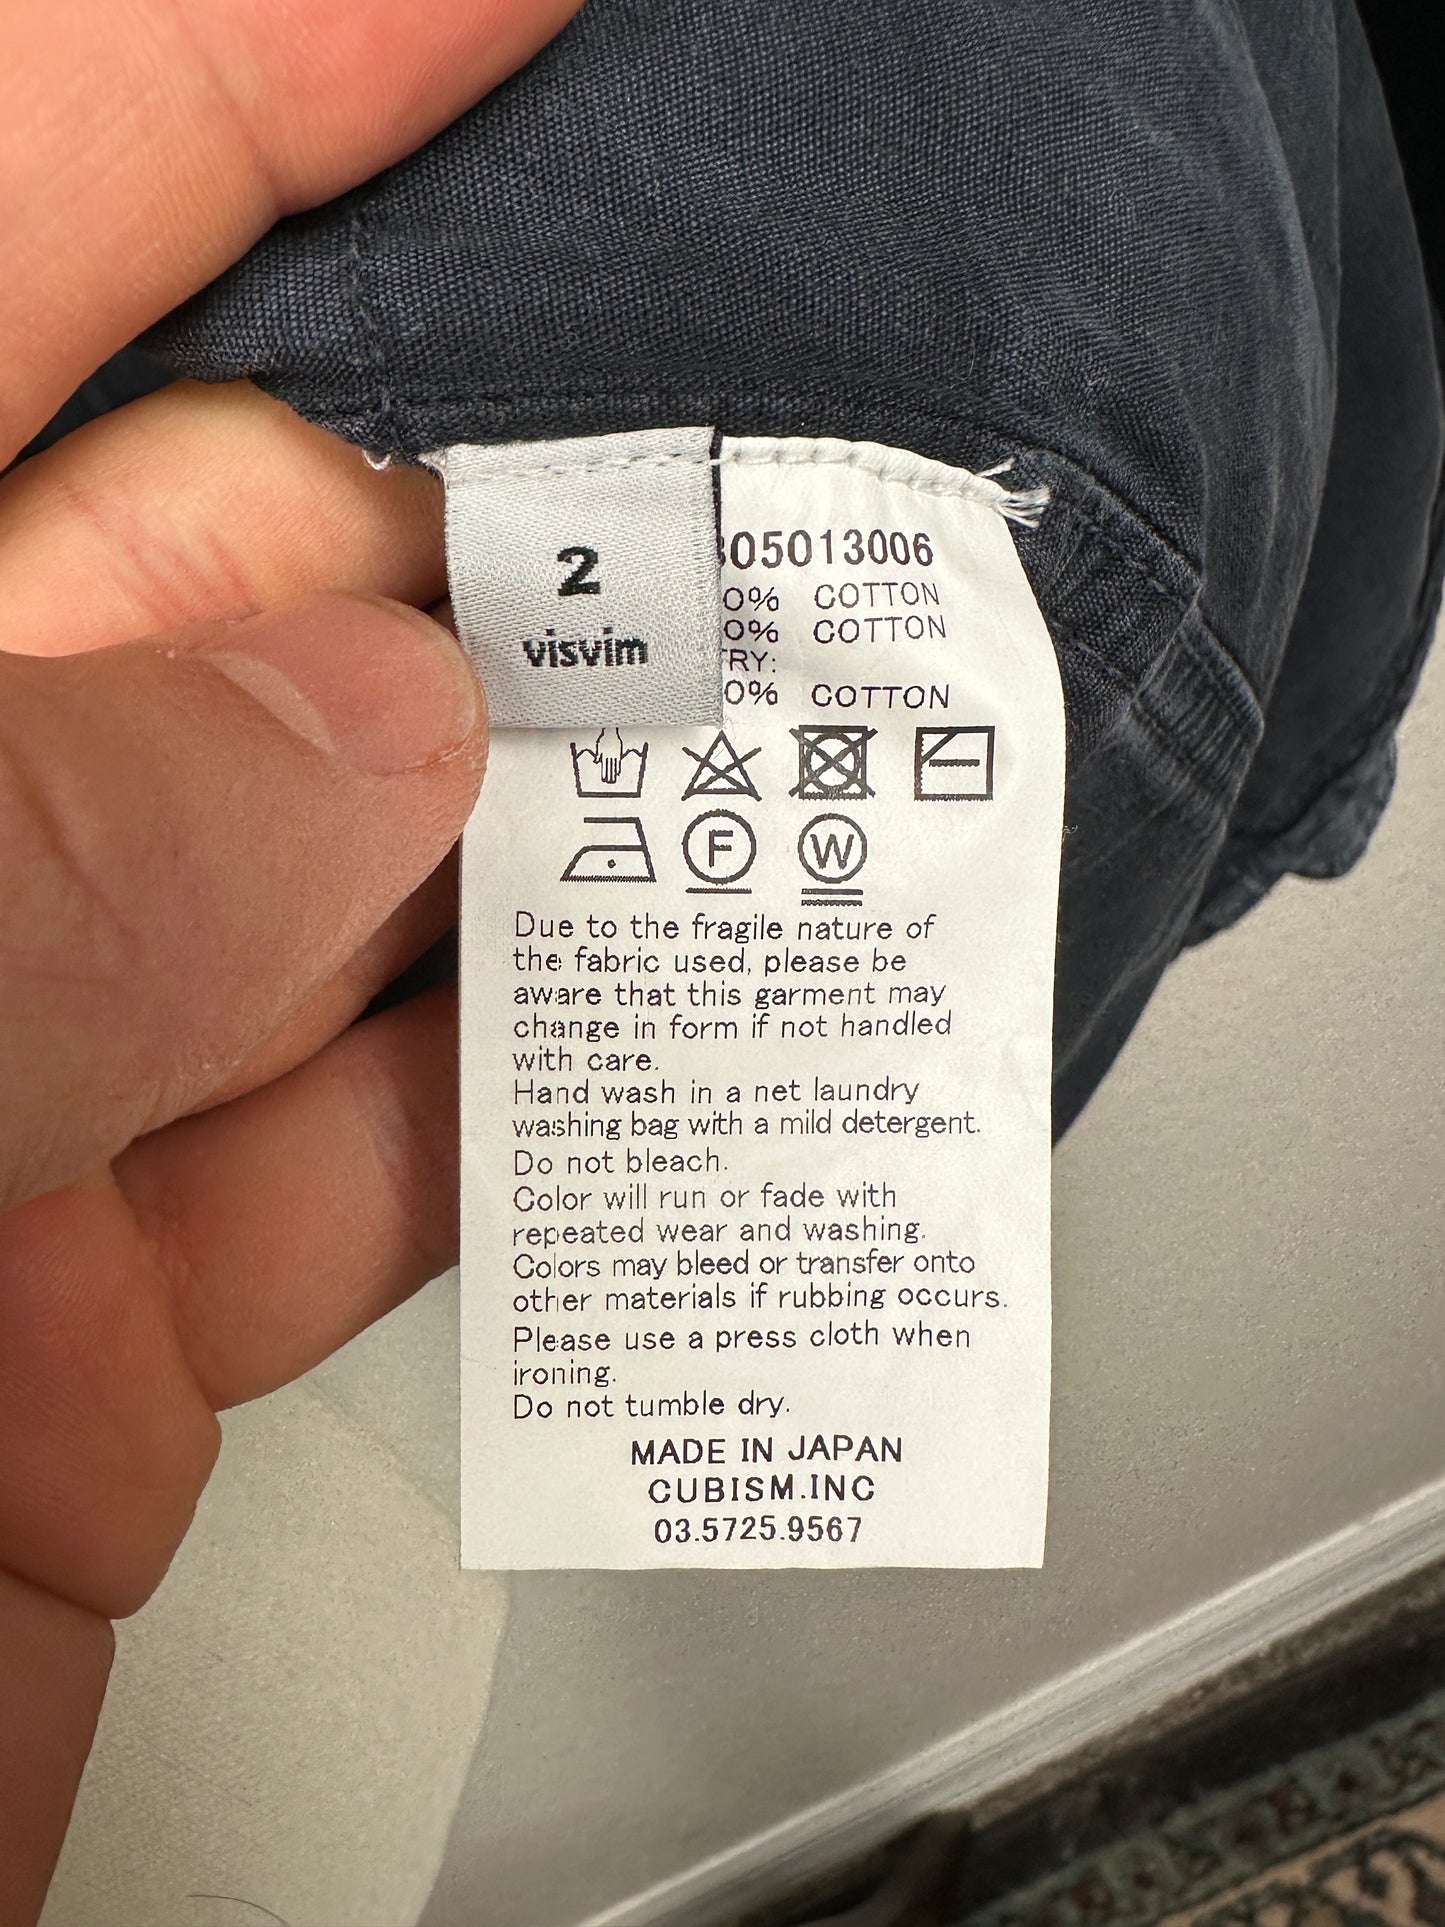 2
visvim
05013006
0% COTTON
0% COTTON
RY:
0% COTTON
F
W
Due to the fragile nature of
the fabric used, please be
aware that this garment may
change in form if not handled
with care.
Hand wash in a net laundry
washing bag with a mild detergent.
Do not bleach.
Color will run or fade with
repeated wear and washing.
Colors may bleed or transfer onto
other materials if rubbing occurs.
Please use a press cloth when
ironing.
Do not tumble dry.
MADE IN JAPAN
CUBISM.INC
03.5725.9567